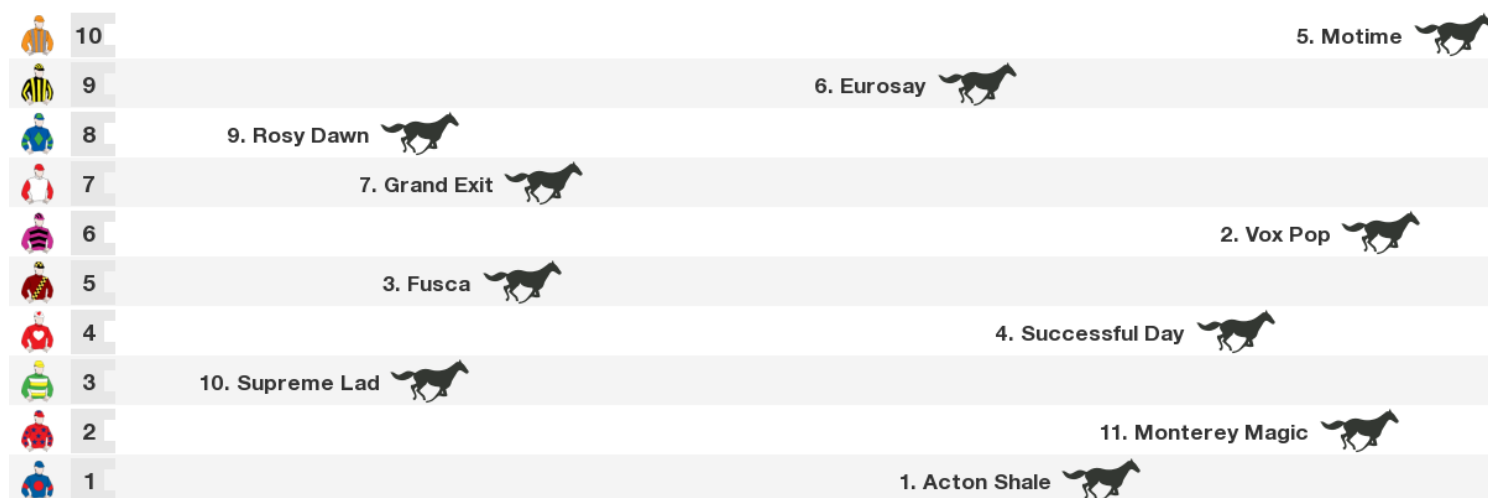 10 5. Motime
9 6. Eurosay
8 9. Rosy Dawn
7 7. Grand Exit
6 2. Vox Pop
5 3. Fusca
4 4. Successful Day
3 10. Supreme Lad
2 11. Monterey Magic
1 1. Acton Shale